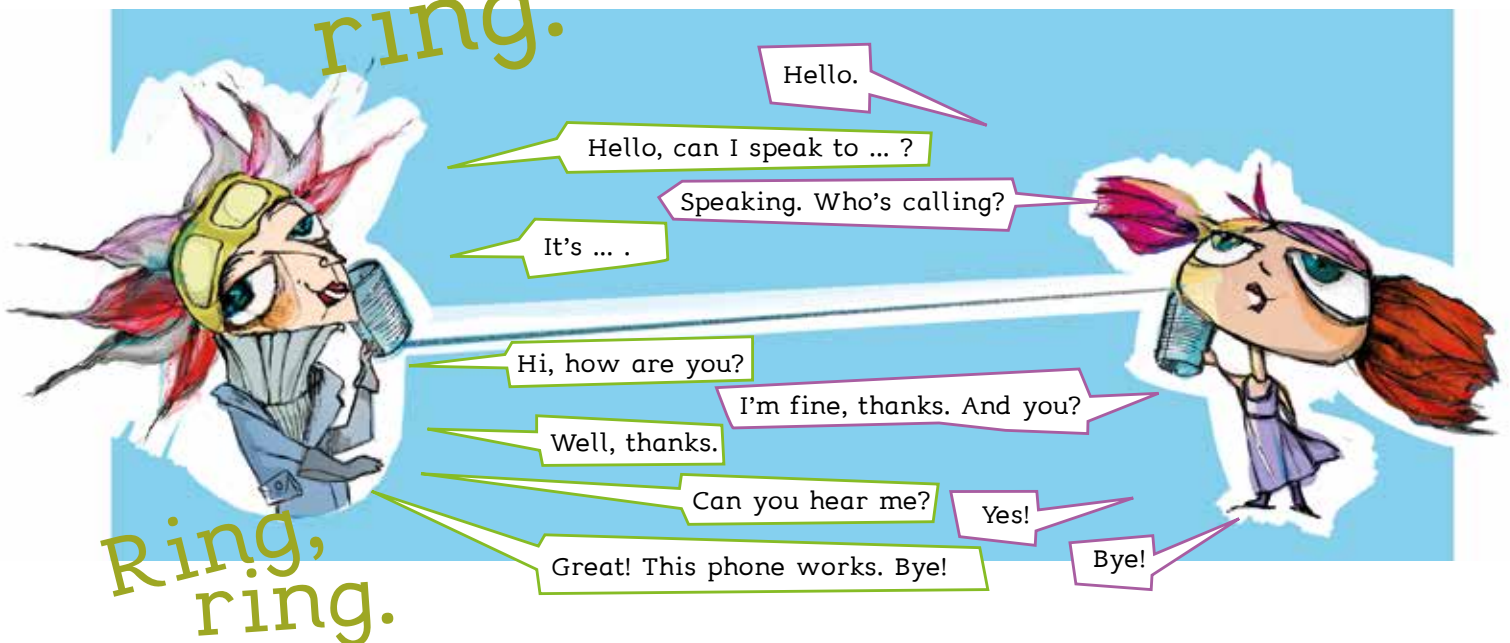 ring.
Hello.
Hello, can I speak to ... ?
Speaking. Who's calling?
It's ... .
Hi, how are you?
I'm fine, thanks. And you?
Well, thanks.
Can you hear me?
Yes!
Great! This phone works. Bye!
Bye!
Ring,
ring.